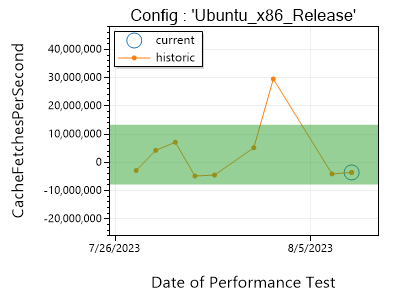 Config : 'Ubuntu_x86_Release'
current
historic
CacheFetchesPerSecond
40,000,000
30,000,000
20,000,000
10,000,000
0
-10,000,000
-20,000,000
7/26/2023
8/5/2023
Date of Performance Test